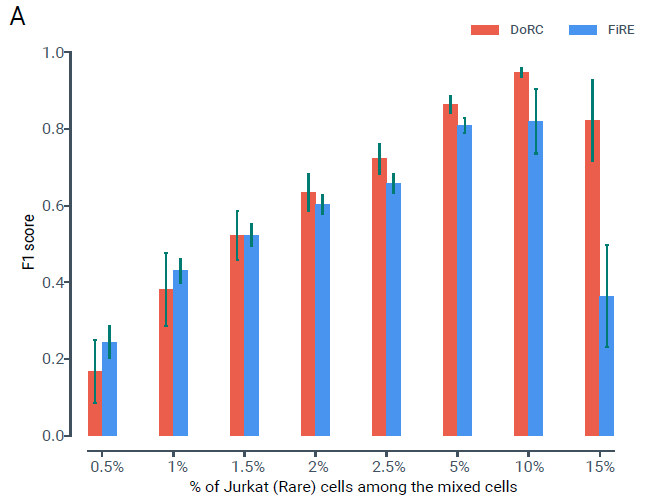 A
DoRC FiRE
1.0
0.8
0.6
0.4
0.2
0.0
F1 score
0.5% 1% 1.5% 2% 2.5% 5% 10% 15%
% of Jurkat (Rare) cells among the mixed cells